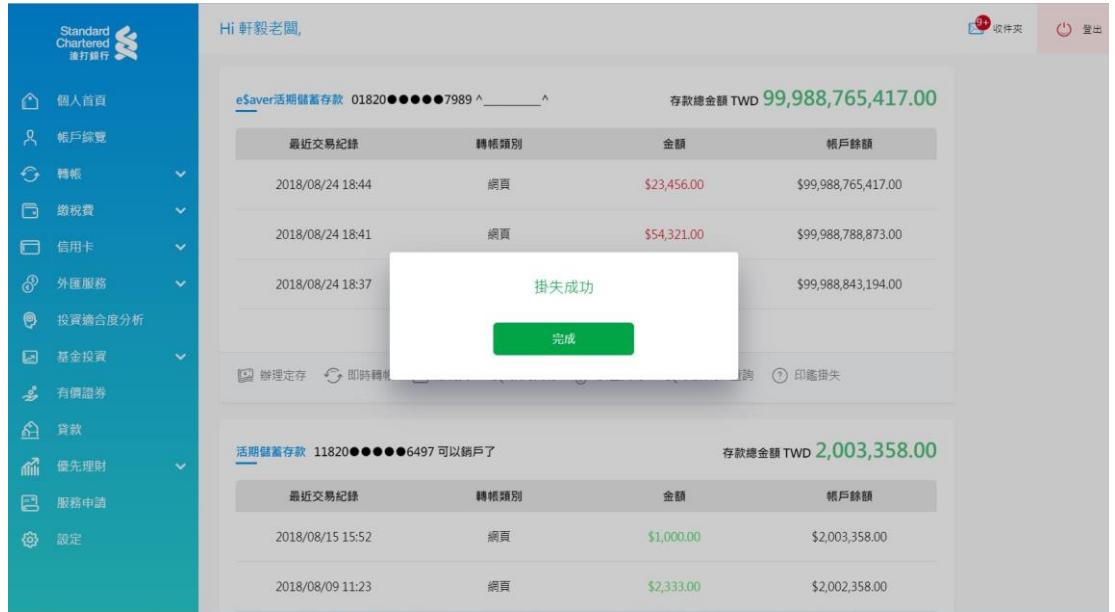 Standard
Chartered
渣打銀行
Hi 軒毅老闆,
9+
收件夾
登出
個人首頁
帳戶綜覽
轉帳
繳稅費
信用卡
外匯服務
投資適合度分析
基金投資
有價證券
貸款
優先理財
服務申請
設定
e$aver活期儲蓄存款 01820●●●●●7989 ^_________^ 存款總金額 TWD 99,988,765,417.00
最近交易紀錄 轉帳類別 金額 帳戶餘額
2018/08/24 18:44 網頁 $23,456.00 $99,988,765,417.00
2018/08/24 18:41 網頁 $54,321.00 $99,988,788,873.00
2018/08/24 18:37 $99,988,843,194.00
掛失成功
完成
辦理定存 即時轉帳 詢 印鑑掛失
活期儲蓄存款 11820●●●●●6497 可以銷戶了 存款總金額 TWD 2,003,358.00
最近交易紀錄 轉帳類別 金額 帳戶餘額
2018/08/15 15:52 網頁 $1,000.00 $2,003,358.00
2018/08/09 11:23 網頁 $2,333.00 $2,002,358.00